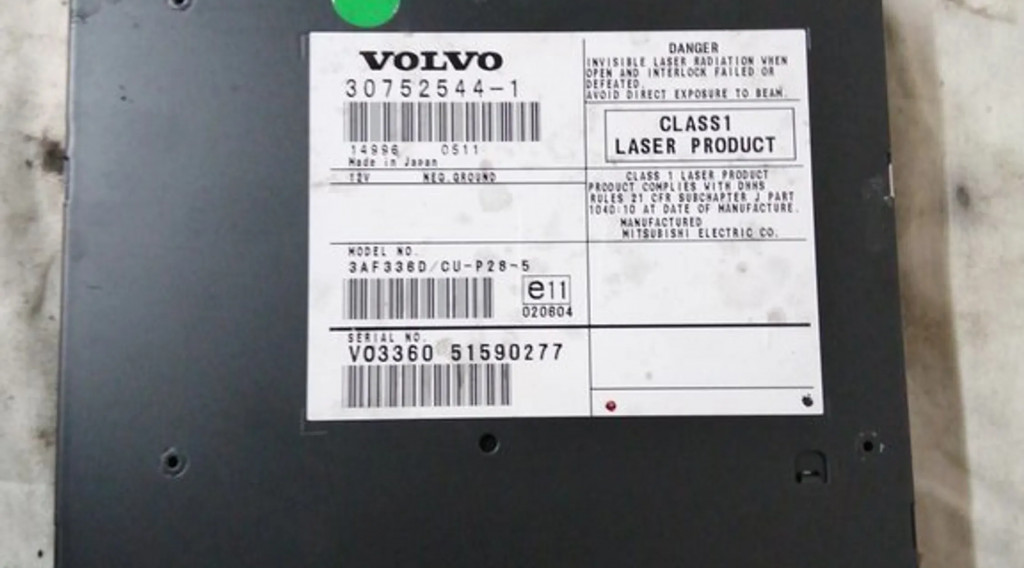 VOLVO
30752544-1
14996 0511
Made in Japan
12V NEG.GROUND
MODEL NO.
3AF336D/CU-P26-5
e11
020604
SERIAL NO.
VO3360 51590277
DANGER
INVISIBLE LASER RADIATION WHEN
OPEN AND INTERLOCK FAILED OR
DEFEATED.
AVOID DIRECT EXPOSURE TO BEAM.
CLASS1
LASER PRODUCT
CLASS 1 LASER PRODUCT
PRODUCT COMPLIES WITH DHHS
RULES 21 CFR SUBCHAPTER J PART
1040:10 AT DATE OF MANUFACTURE.
MANUFACTURED
MITSUBISHI ELECTRIC CO.